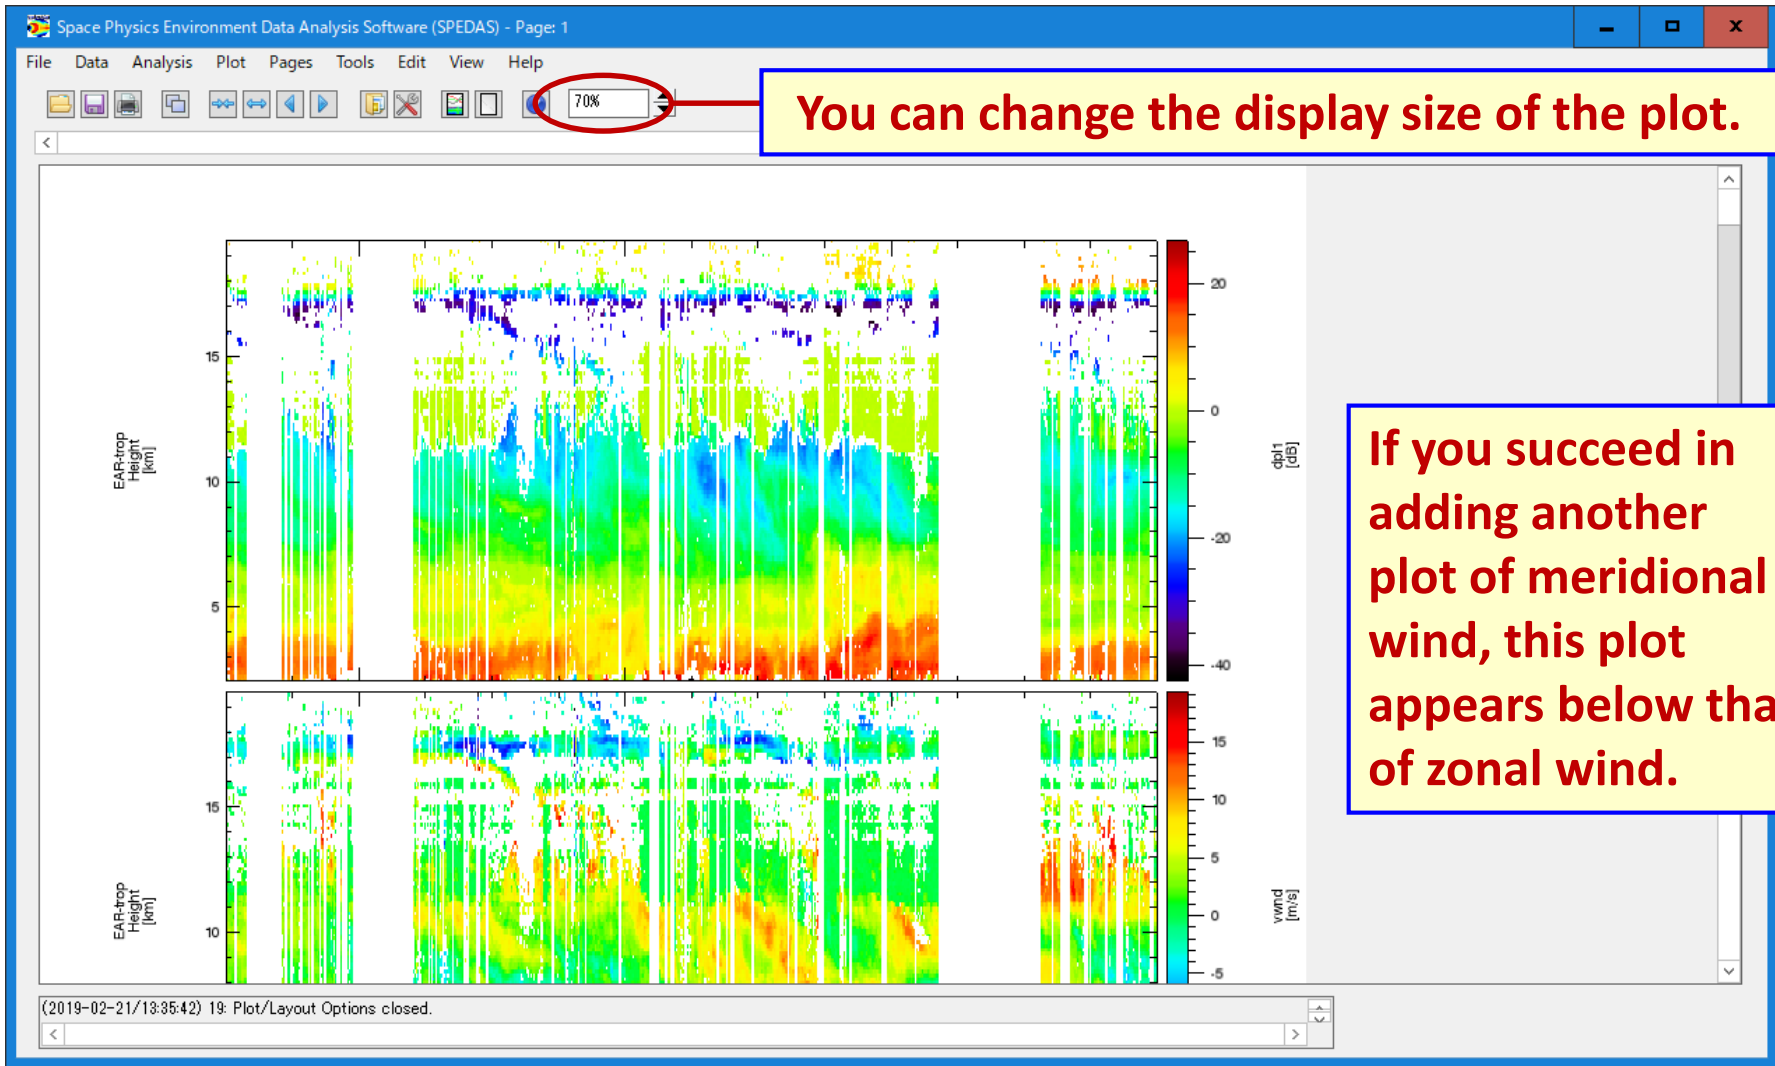 Space Physics Environment Data Analysis Software (SPEDAS) - Page: 1
File Data Analysis Plot Pages Tools Edit View Help
70%
You can change the display size of the plot.
15
10
5
EAR-trop
Height
[km]
20
0
-20
-40
dpl1
[dB]
If you succeed in
adding another
plot of meridional
wind, this plot
appears below tha
of zonal wind.
15
10
EAR-trop
Height
[km]
15
10
5
0
-5
vwnd
[m/s]
(2019-02-21/13:35:42) 19: Plot/Layout Options closed.